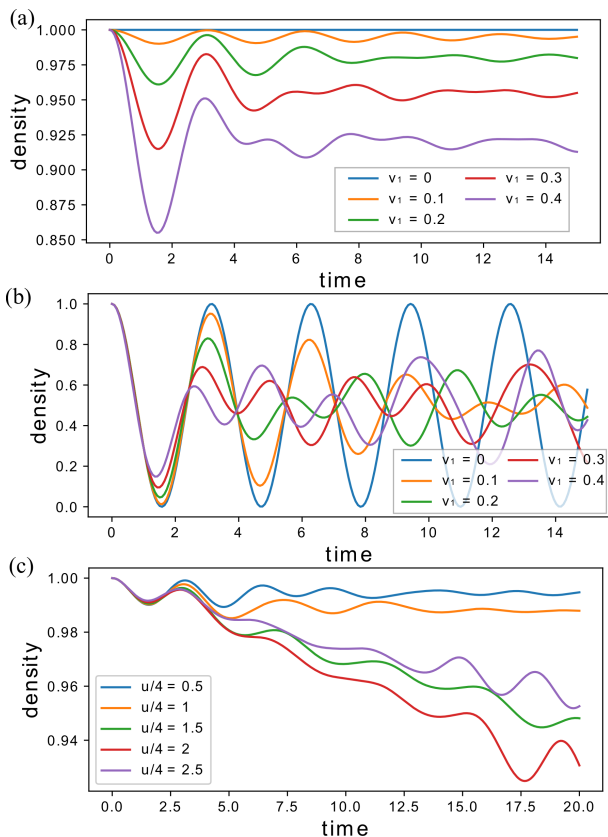 (a)
1.000
0.975
0.950
0.925
0.900
0.875
0.850
density
v₁ = 0
v₁ = 0.1
v₁ = 0.2
v₁ = 0.3
v₁ = 0.4
0 2 4 6 8 10 12 14
time
(b)
1.0
0.8
0.6
0.4
0.2
0.0
density
v₁ = 0
v₁ = 0.1
v₁ = 0.2
v₁ = 0.3
v₁ = 0.4
0 2 4 6 8 10 12 14
time
(c)
1.00
0.98
0.96
0.94
density
u/4 = 0.5
u/4 = 1
u/4 = 1.5
u/4 = 2
u/4 = 2.5
0.0 2.5 5.0 7.5 10.0 12.5 15.0 17.5 20.0
time